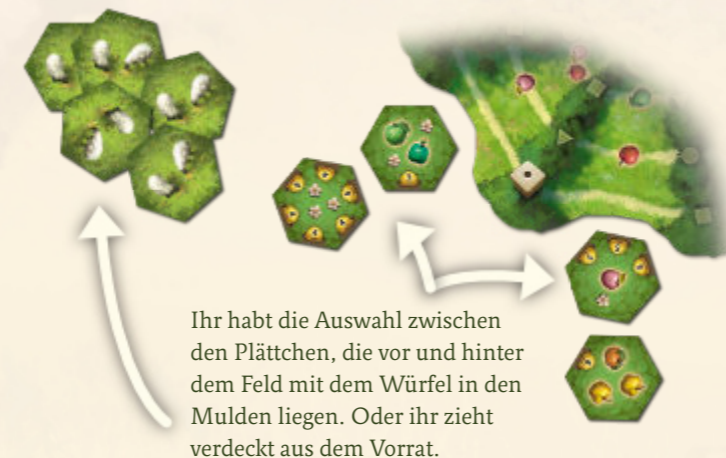 Ihr habt die Auswahl zwischen
den Plättchen, die vor und hinter
dem Feld mit dem Würfel in den
Mulden liegen. Oder ihr zieht
verdeckt aus dem Vorrat.